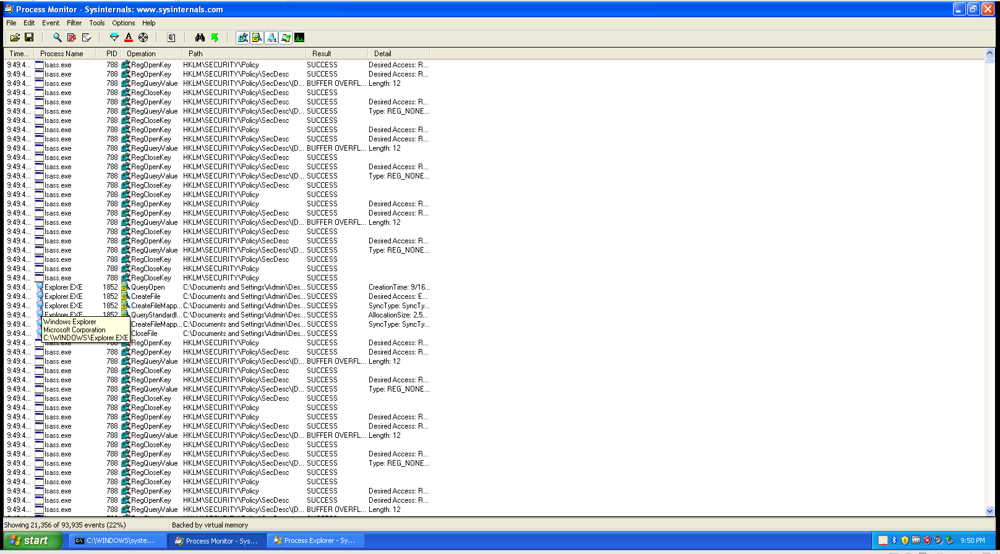 Process Monitor - Sysinternals: www.sysinternals.com
File Edit Event Filter Tools Options Help
Time... Process Name PID Operation Path Result Detail
9:49:4... lsass.exe 788 RegOpenKey HKLM\SECURITY\Policy SUCCESS Desired Access: R...
9:49:4... lsass.exe 788 RegOpenKey HKLM\SECURITY\Policy\SecDesc SUCCESS Desired Access: R...
9:49:4... lsass.exe 788 RegQueryValue HKLM\SECURITY\Policy\SecDesc\(D... BUFFER OVERFL... Length: 12
9:49:4... lsass.exe 788 RegCloseKey HKLM\SECURITY\Policy\SecDesc SUCCESS
9:49:4... lsass.exe 788 RegOpenKey HKLM\SECURITY\Policy\SecDesc SUCCESS Desired Access: R...
9:49:4... lsass.exe 788 RegQueryValue HKLM\SECURITY\Policy\SecDesc\(D... SUCCESS Type: REG_NONE...
9:49:4... lsass.exe 788 RegCloseKey HKLM\SECURITY\Policy\SecDesc SUCCESS
9:49:4... lsass.exe 788 RegOpenKey HKLM\SECURITY\Policy SUCCESS Desired Access: R...
9:49:4... lsass.exe 788 RegOpenKey HKLM\SECURITY\Policy\SecDesc SUCCESS Desired Access: R...
9:49:4... lsass.exe 788 RegQueryValue HKLM\SECURITY\Policy\SecDesc\(D... BUFFER OVERFL... Length: 12
9:49:4... lsass.exe 788 RegCloseKey HKLM\SECURITY\Policy\SecDesc SUCCESS
9:49:4... lsass.exe 788 RegOpenKey HKLM\SECURITY\Policy\SecDesc SUCCESS Desired Access: R...
9:49:4... lsass.exe 788 RegQueryValue HKLM\SECURITY\Policy\SecDesc\(D... SUCCESS Type: REG_NONE...
9:49:4... lsass.exe 788 RegCloseKey HKLM\SECURITY\Policy\SecDesc SUCCESS
9:49:4... lsass.exe 788 RegCloseKey HKLM\SECURITY\Policy SUCCESS
9:49:4... lsass.exe 788 RegOpenKey HKLM\SECURITY\Policy SUCCESS Desired Access: R...
9:49:4... lsass.exe 788 RegOpenKey HKLM\SECURITY\Policy\SecDesc SUCCESS Desired Access: R...
9:49:4... lsass.exe 788 RegQueryValue HKLM\SECURITY\Policy\SecDesc\(D... BUFFER OVERFL... Length: 12
9:49:4... lsass.exe 788 RegCloseKey HKLM\SECURITY\Policy\SecDesc SUCCESS
9:49:4... lsass.exe 788 RegOpenKey HKLM\SECURITY\Policy\SecDesc SUCCESS Desired Access: R...
9:49:4... lsass.exe 788 RegQueryValue HKLM\SECURITY\Policy\SecDesc\(D... SUCCESS Type: REG_NONE...
9:49:4... lsass.exe 788 RegCloseKey HKLM\SECURITY\Policy\SecDesc SUCCESS
9:49:4... lsass.exe 788 RegCloseKey HKLM\SECURITY\Policy SUCCESS
9:49:4... lsass.exe 788 RegCloseKey HKLM\SECURITY\Policy SUCCESS
9:49:4... Explorer.EXE 1852 QueryOpen C:\Documents and Settings\Admin\Des... SUCCESS CreationTime: 9/16...
9:49:4... Explorer.EXE 1852 CreateFile C:\Documents and Settings\Admin\Des... SUCCESS Desired Access: E...
9:49:4... Explorer.EXE 1852 CreateFileMapp... C:\Documents and Settings\Admin\Des... SUCCESS SyncType: SyncTy...
9:49:4... Explorer.EXE 1852 QueryStandardI... C:\Documents and Settings\Admin\Des... SUCCESS AllocationSize: 2,5...
9:49:4... CreateFileMapp... C:\Documents and Settings\Admin\Des... SUCCESS SyncType: SyncTy...
9:49:4... CloseFile C:\Documents and Settings\Admin\Des... SUCCESS
Windows Explorer
Microsoft Corporation
C:\WINDOWS\Explorer.EXE
9:49:4... lsass.exe 788 RegOpenKey HKLM\SECURITY\Policy SUCCESS Desired Access: R...
9:49:4... lsass.exe 788 RegOpenKey HKLM\SECURITY\Policy\SecDesc SUCCESS Desired Access: R...
9:49:4... lsass.exe 788 RegQueryValue HKLM\SECURITY\Policy\SecDesc\(D... BUFFER OVERFL... Length: 12
9:49:4... lsass.exe 788 RegCloseKey HKLM\SECURITY\Policy\SecDesc SUCCESS
9:49:4... lsass.exe 788 RegOpenKey HKLM\SECURITY\Policy\SecDesc SUCCESS Desired Access: R...
9:49:4... lsass.exe 788 RegQueryValue HKLM\SECURITY\Policy\SecDesc\(D... SUCCESS Type: REG_NONE...
9:49:4... lsass.exe 788 RegCloseKey HKLM\SECURITY\Policy\SecDesc SUCCESS
9:49:4... lsass.exe 788 RegCloseKey HKLM\SECURITY\Policy SUCCESS
9:49:4... lsass.exe 788 RegOpenKey HKLM\SECURITY\Policy SUCCESS Desired Access: R...
9:49:4... lsass.exe 788 RegOpenKey HKLM\SECURITY\Policy\SecDesc SUCCESS Desired Access: R...
9:49:4... lsass.exe 788 RegQueryValue HKLM\SECURITY\Policy\SecDesc\(D... BUFFER OVERFL... Length: 12
9:49:4... lsass.exe 788 RegCloseKey HKLM\SECURITY\Policy\SecDesc SUCCESS
9:49:4... lsass.exe 788 RegOpenKey HKLM\SECURITY\Policy\SecDesc SUCCESS Desired Access: R...
9:49:4... lsass.exe 788 RegQueryValue HKLM\SECURITY\Policy\SecDesc\(D... SUCCESS Type: REG_NONE...
9:49:4... lsass.exe 788 RegCloseKey HKLM\SECURITY\Policy\SecDesc SUCCESS
9:49:4... lsass.exe 788 RegCloseKey HKLM\SECURITY\Policy SUCCESS
9:49:4... lsass.exe 788 RegOpenKey HKLM\SECURITY\Policy SUCCESS Desired Access: R...
9:49:4... lsass.exe 788 RegOpenKey HKLM\SECURITY\Policy\SecDesc SUCCESS Desired Access: R...
9:49:4... lsass.exe 788 RegQueryValue HKLM\SECURITY\Policy\SecDesc\(D... BUFFER OVERFL... Length: 12
Showing 21,356 of 93,935 events (22%) Backed by virtual memory
start C:\WINDOWS\syste... Process Monitor - Sys... Process Explorer - Sy... 9:50 PM